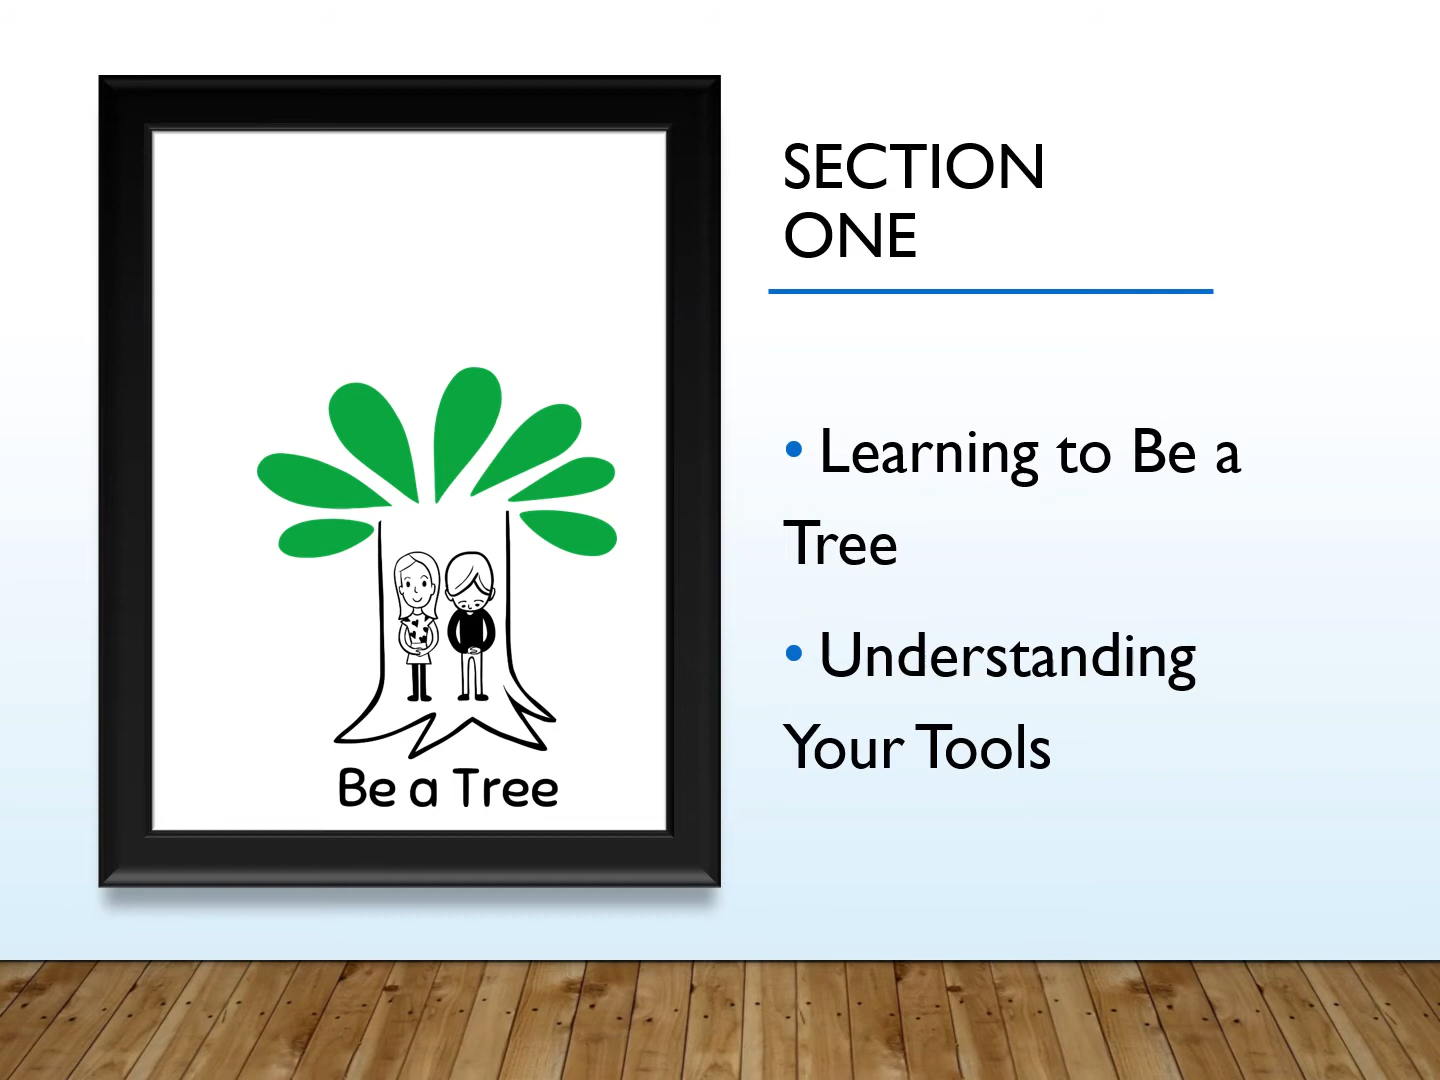 SECTION
ONE
• Learning to Be a
Tree
• Understanding
Your Tools
Be a Tree